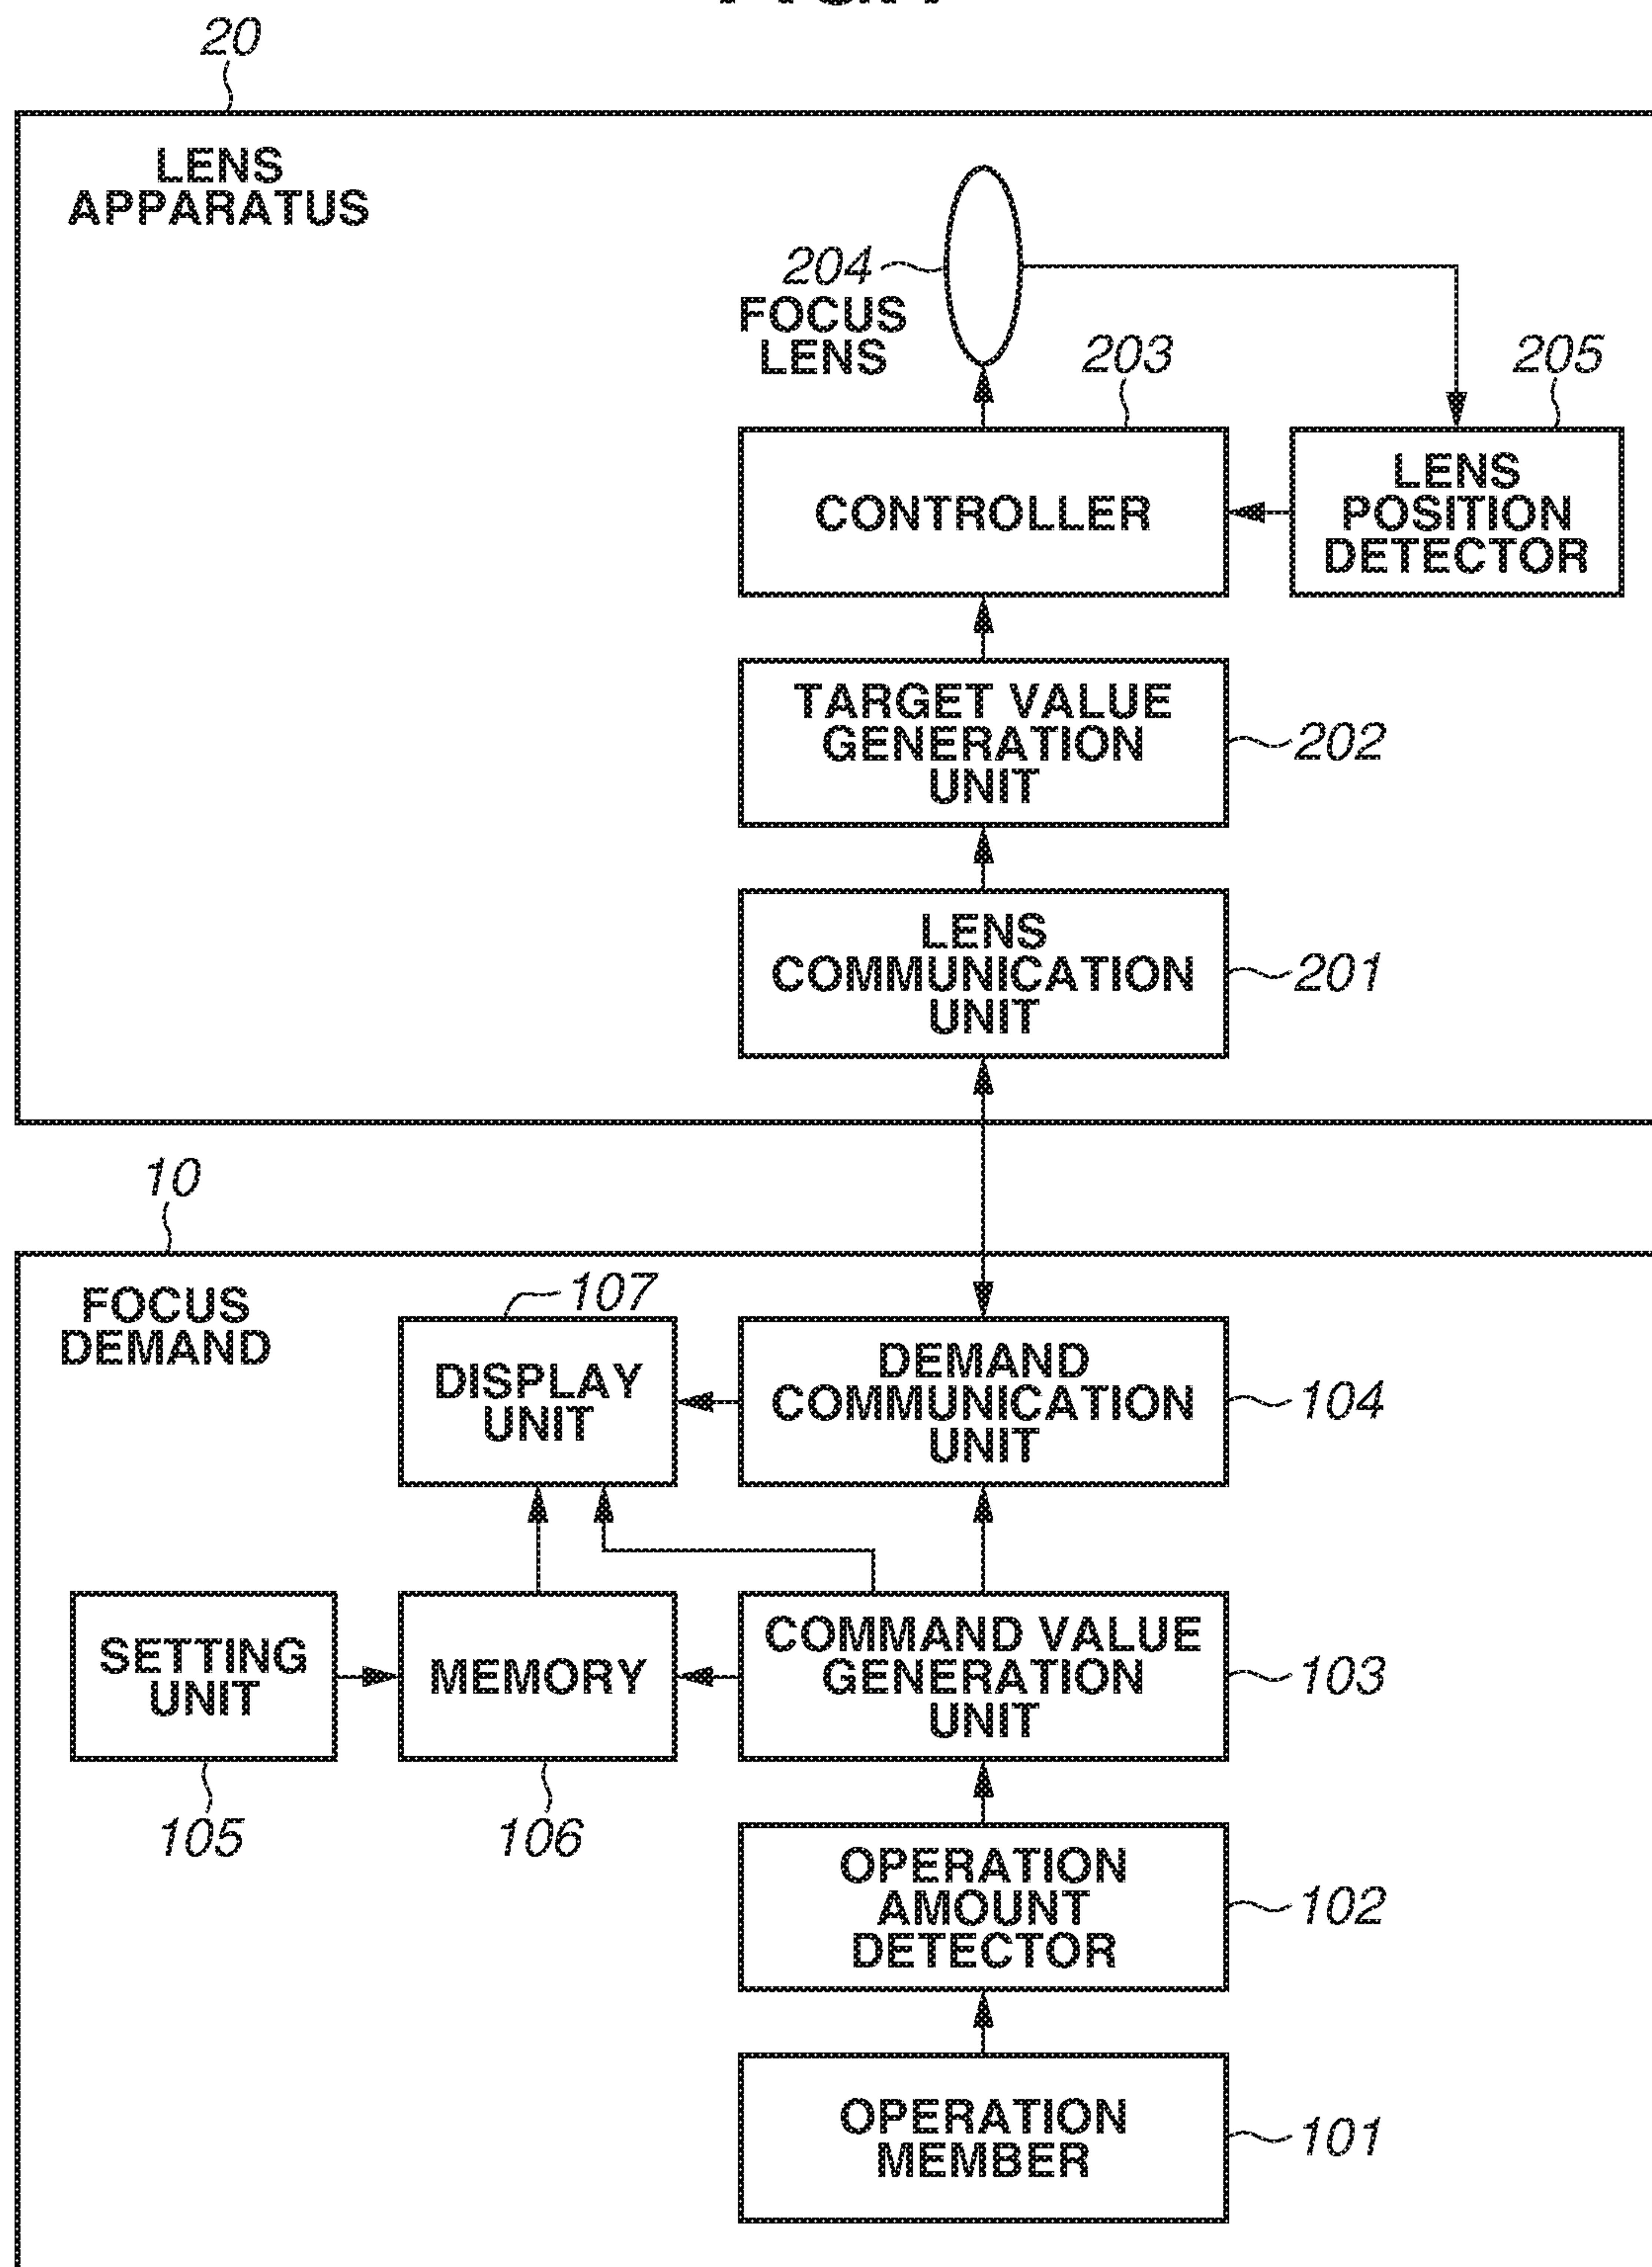 20
LENS
APPARATUS
204
FOCUS
LENS
203
205
CONTROLLER
LENS
POSITION
DETECTOR
TARGET VALUE
GENERATION
UNIT
202
LENS
COMMUNICATION
UNIT
201
10
FOCUS
DEMAND
107
DISPLAY
UNIT
DEMAND
COMMUNICATION
UNIT
104
SETTING
UNIT
MEMORY
COMMAND VALUE
GENERATION
UNIT
103
105
106
OPERATION
AMOUNT
DETECTOR
102
OPERATION
MEMBER
101